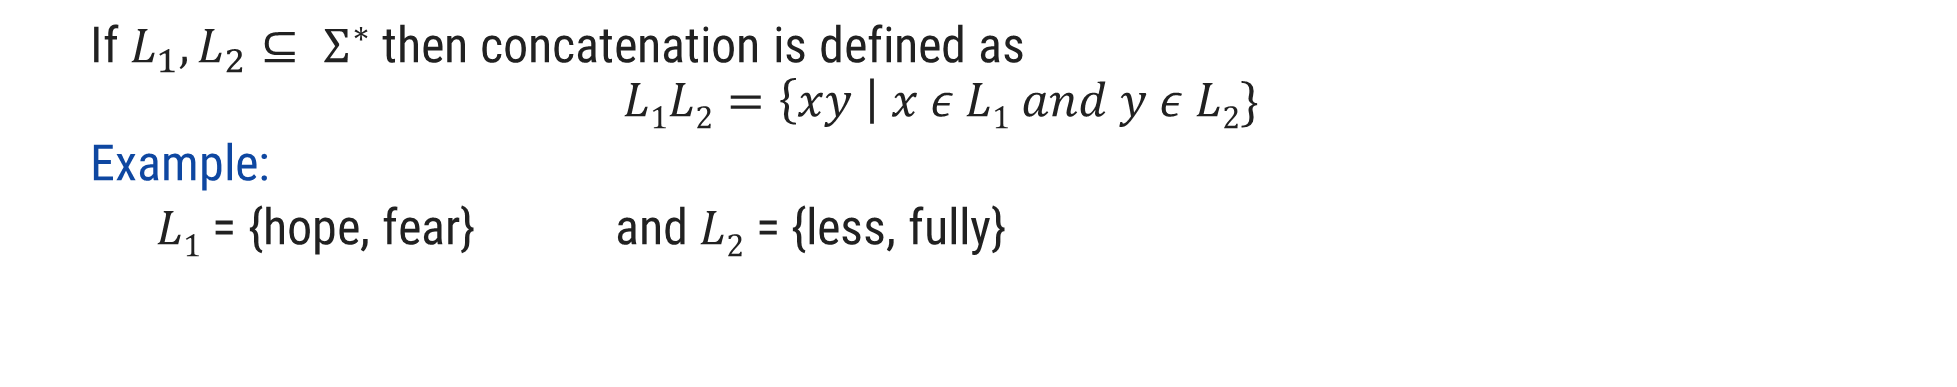 If L₁, L₂ ⊆ Σ* then concatenation is defined as
L₁L₂ = {xy | x ϵ L₁ and y ϵ L₂}
Example:
L₁ = {hope, fear} and L₂ = {less, fully}